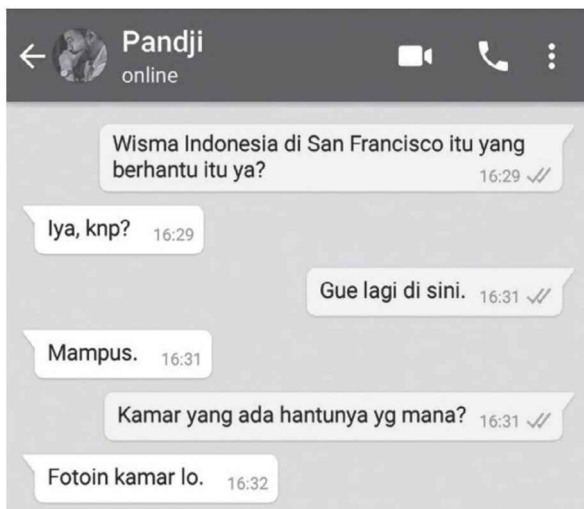 Pandji
online
Wisma Indonesia di San Francisco itu yang
berhantu itu ya?
16:29
Iya, knp? 16:29
Gue lagi di sini. 16:31
Mampus. 16:31
Kamar yang ada hantunya yg mana? 16:31
Fotoin kamar lo. 16:32